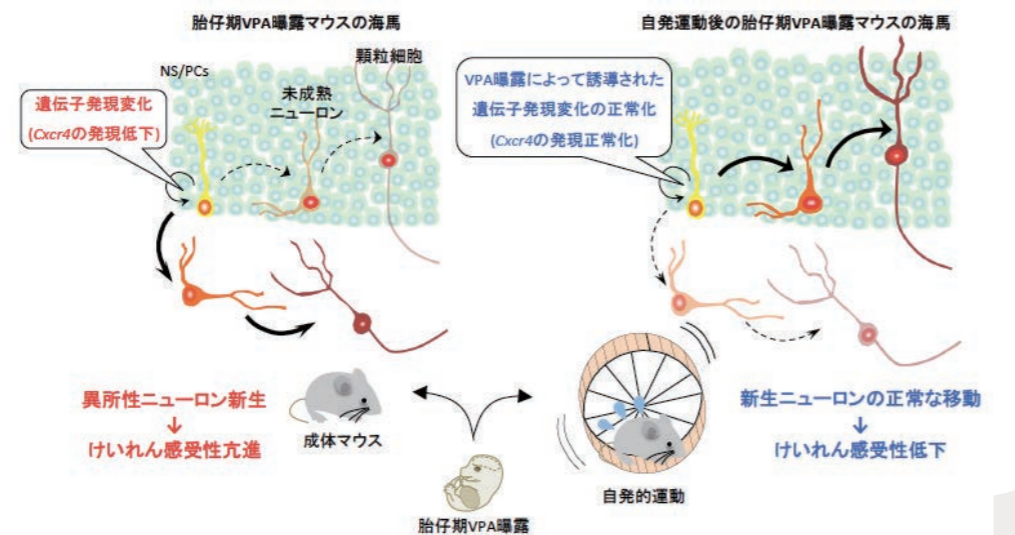 胎仔期VPA曝露マウスの海馬
NS/PCs
顆粒細胞
未成熟
ニューロン
遺伝子発現変化
(Cxcr4の発現低下)
異所性ニューロン新生
↓
けいれん感受性亢進
成体マウス
胎仔期VPA曝露
自発運動後の胎仔期VPA曝露マウスの海馬
VPA曝露によって誘導された
遺伝子発現変化の正常化
(Cxcr4の発現正常化)
自発的運動
新生ニューロンの正常な移動
↓
けいれん感受性低下